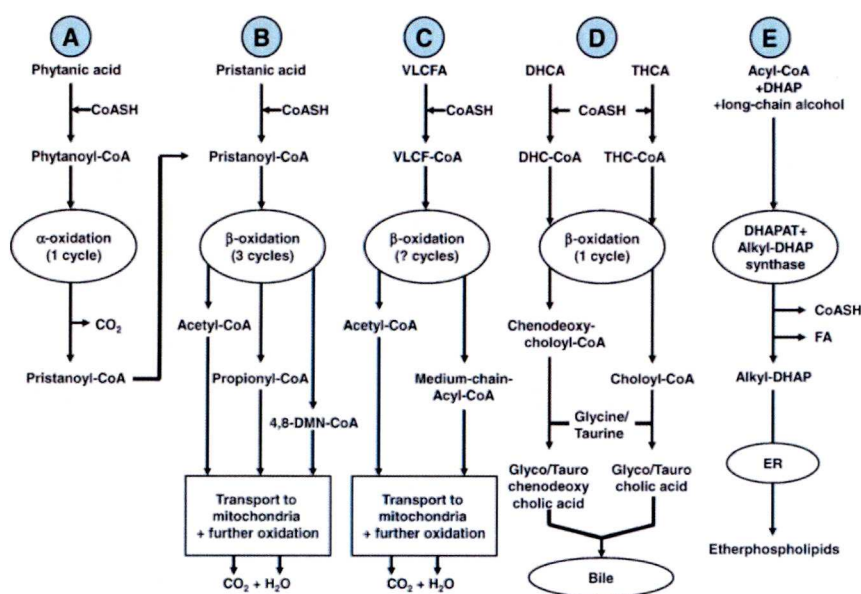 A
Phytanic acid
CoASH
Phytanoyl-CoA
α-oxidation
(1 cycle)
CO2
Pristanoyl-CoA
B
Pristanic acid
CoASH
Pristanoyl-CoA
β-oxidation
(3 cycles)
Acetyl-CoA
Propionyl-CoA
4,8-DMN-CoA
Transport to
mitochondria
+ further oxidation
CO2 + H2O
C
VLCFA
CoASH
VLCF-CoA
β-oxidation
(? cycles)
Acetyl-CoA
Medium-chain-
Acyl-CoA
Transport to
mitochondria
+ further oxidation
CO2 + H2O
D
DHCA
THCA
CoASH
DHC-CoA
THC-CoA
β-oxidation
(1 cycle)
Chenodeoxy-
choloyl-CoA
Choloyl-CoA
Glycine/
Taurine
Glyco/Tauro
chenodeoxy
cholic acid
Glyco/Tauro
cholic acid
Bile
E
Acyl-CoA
+DHAP
+long-chain alcohol
DHAPAT+
Alkyl-DHAP
synthase
CoASH
FA
Alkyl-DHAP
ER
Etherphospholipids